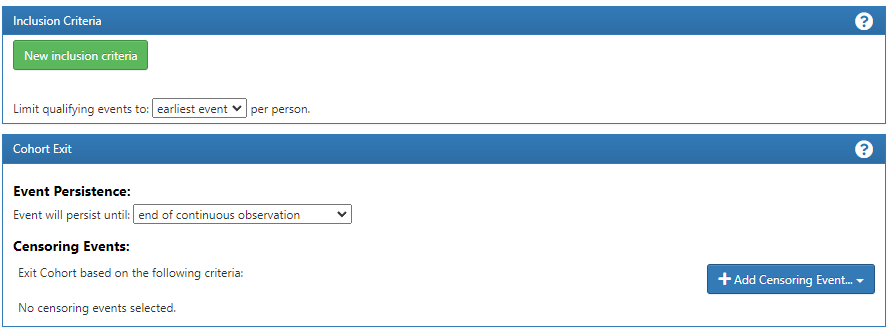 Inclusion Criteria ?
New inclusion criteria
Limit qualifying events to: earliest event per person.
Cohort Exit ?
Event Persistence:
Event will persist until: end of continuous observation
Censoring Events:
Exit Cohort based on the following criteria:
+ Add Censoring Event...
No censoring events selected.